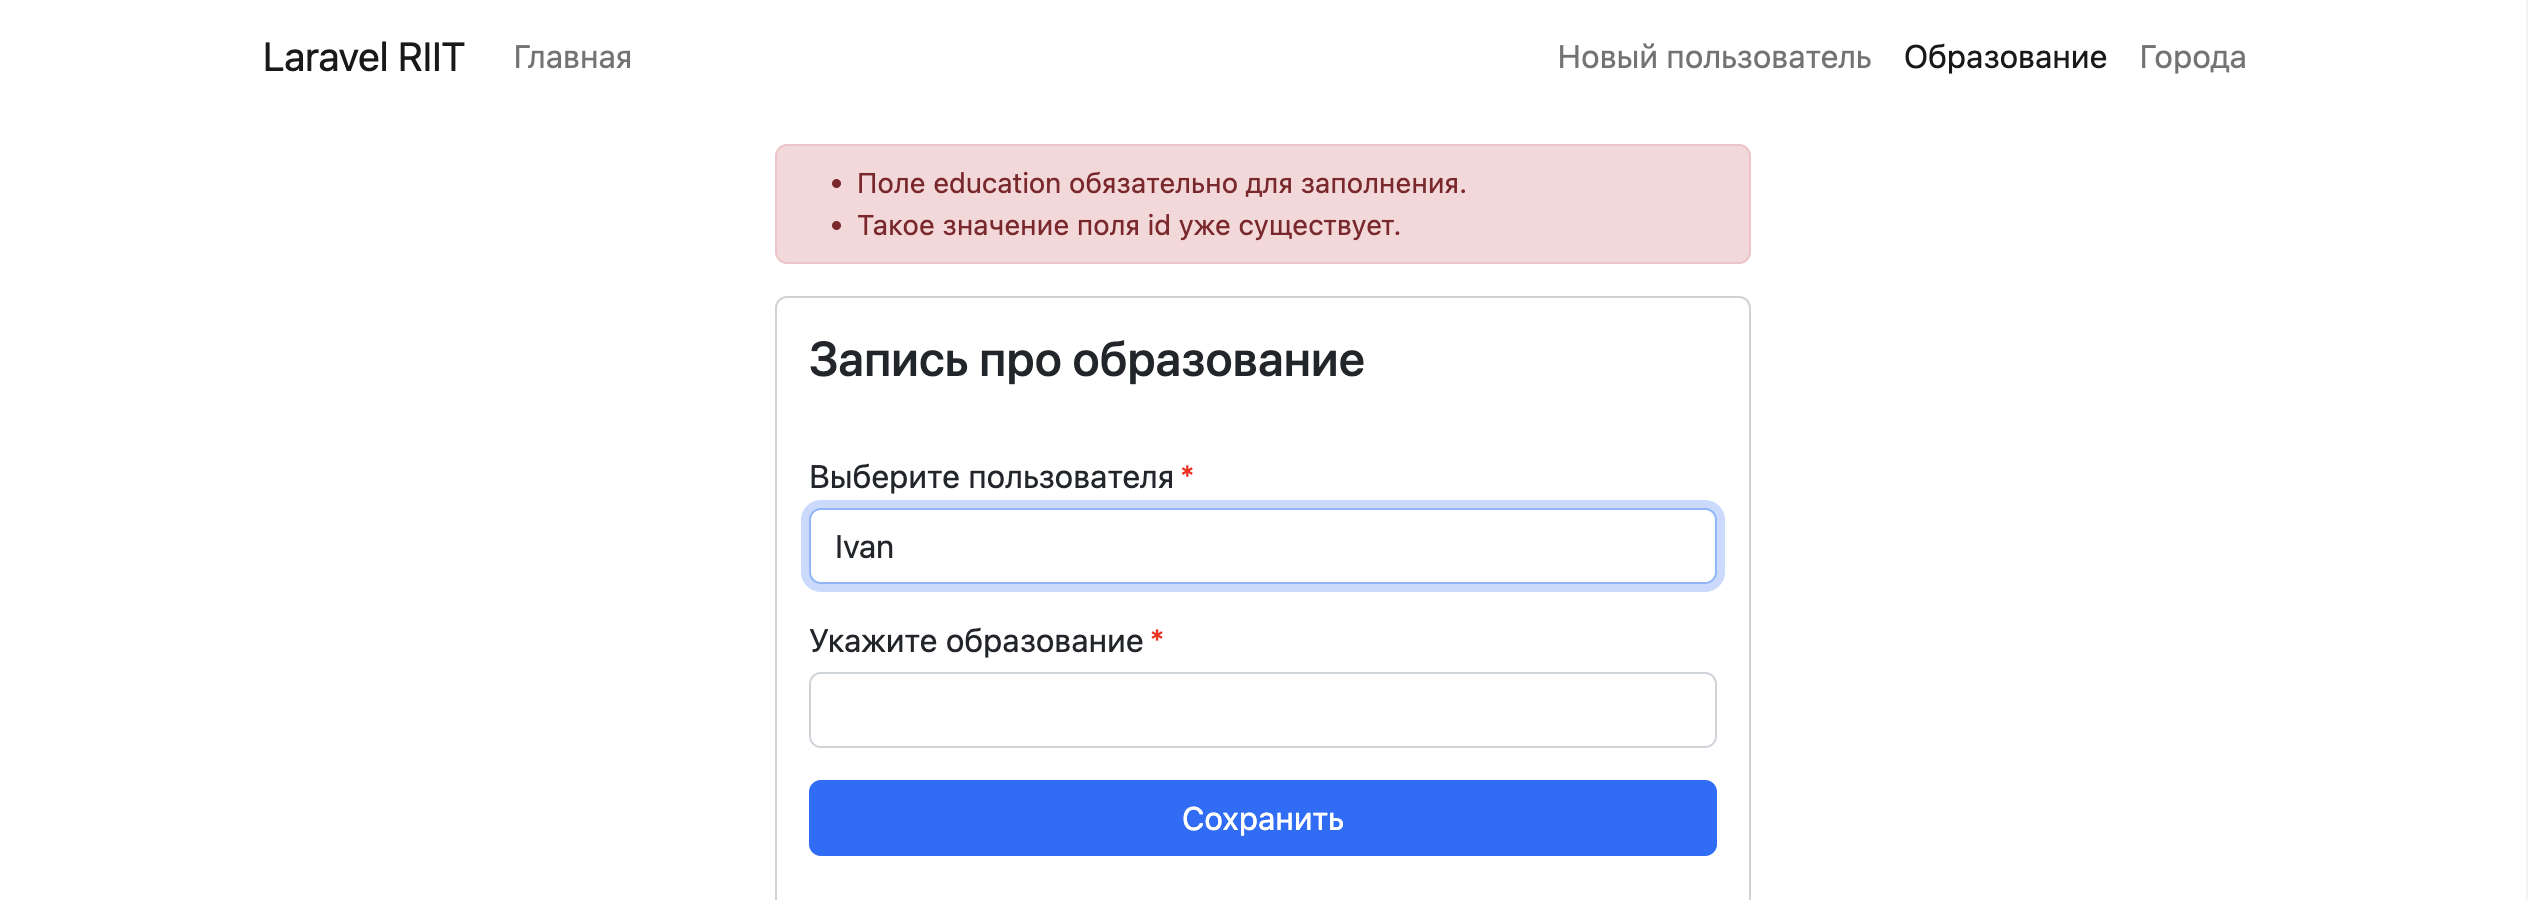 Laravel RIIT Главная Новый пользователь Образование Города
• Поле education обязательно для заполнения.
• Такое значение поля id уже существует.
Запись про образование
Выберите пользователя *
Ivan
Укажите образование *
Сохранить